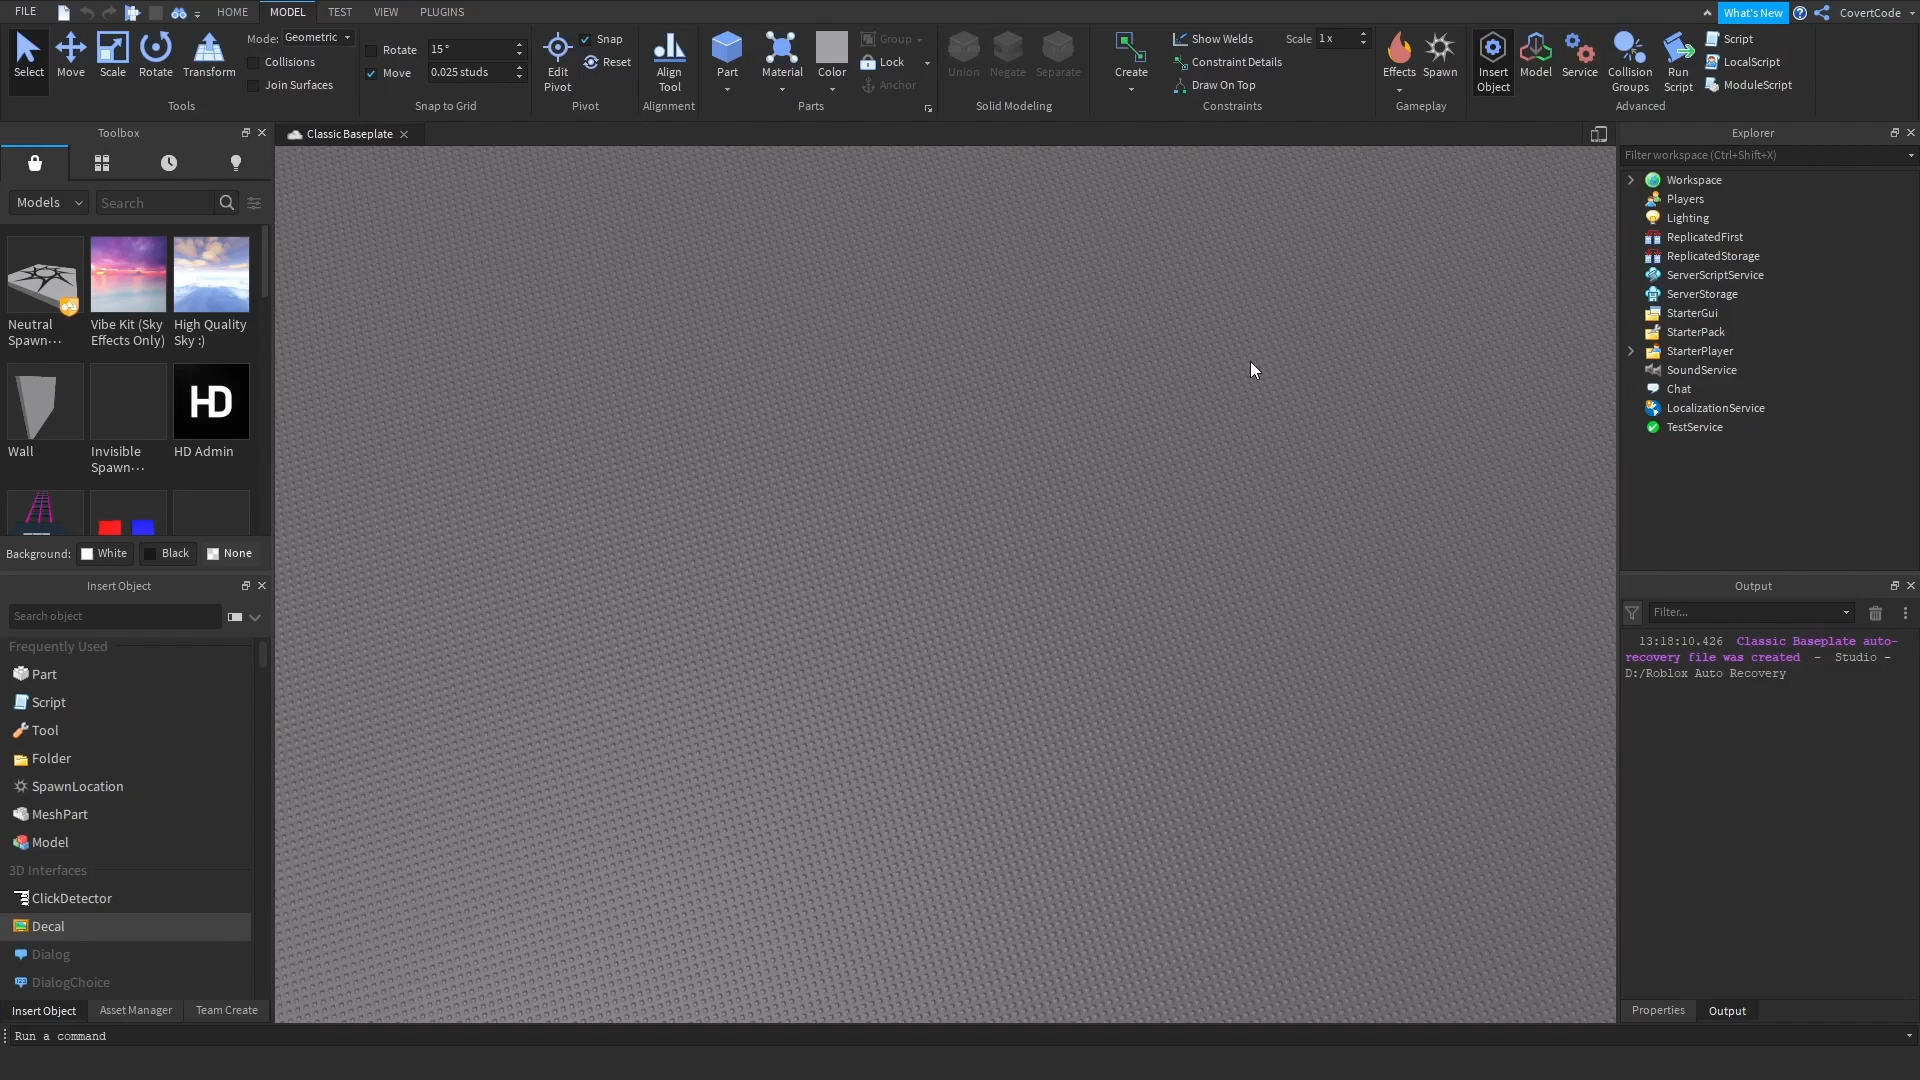 FILE HOME MODEL TEST VIEW PLUGINS What's New CovertCode
Select Move Scale Rotate Transform
Mode: Geometric
Collisions
Join Surfaces
Tools
Rotate 15 °
Move 0.025 studs
Snap to Grid
Edit Pivot
Snap
Reset
Pivot
Align Tool
Alignment
Part Material Color
Group
Lock
Anchor
Parts
Union Negate Separate
Solid Modeling
Create
Show Welds Scale 1 x
Constraint Details
Draw On Top
Constraints
Effects Spawn
Gameplay
Insert Object
Model
Service
Collision Groups
Run Script
Script
LocalScript
ModuleScript
Advanced
Toolbox
Models Search
Neutral Spawn···
Vibe Kit (Sky Effects Only)
High Quality Sky :)
Wall
Invisible Spawn···
HD
HD Admin
Background: White Black None
Insert Object
Search object
Frequently Used
Part
Script
Tool
Folder
SpawnLocation
MeshPart
Model
3D Interfaces
ClickDetector
Decal
Dialog
DialogChoice
Insert Object Asset Manager Team Create
Run a command
Classic Baseplate
Explorer
Filter workspace (Ctrl+Shift+X)
Workspace
Players
Lighting
ReplicatedFirst
ReplicatedStorage
ServerScriptService
ServerStorage
StarterGui
StarterPack
StarterPlayer
SoundService
Chat
LocalizationService
TestService
Output
Filter...
13:18:10.426 Classic Baseplate auto-
recovery file was created - Studio -
D:/Roblox Auto Recovery
Properties Output